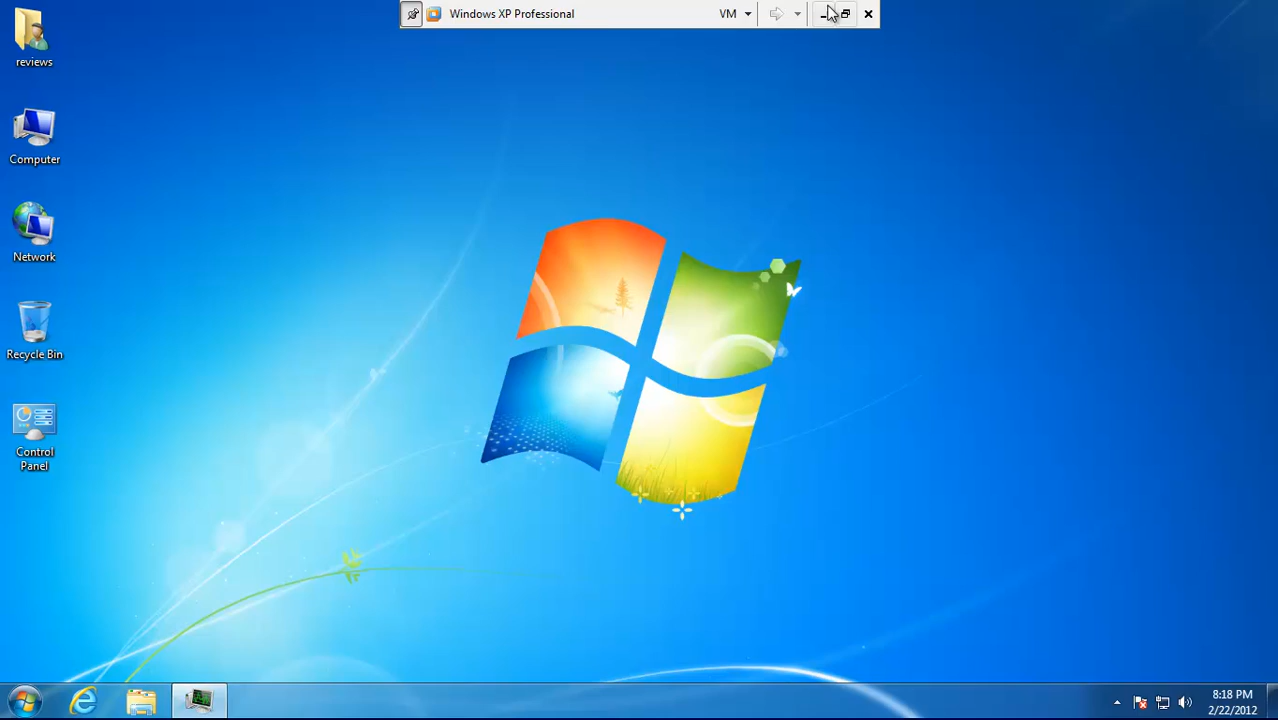 Windows XP Professional
VM
reviews
Computer
Network
Recycle Bin
Control
Panel
8:18 PM
2/22/2012